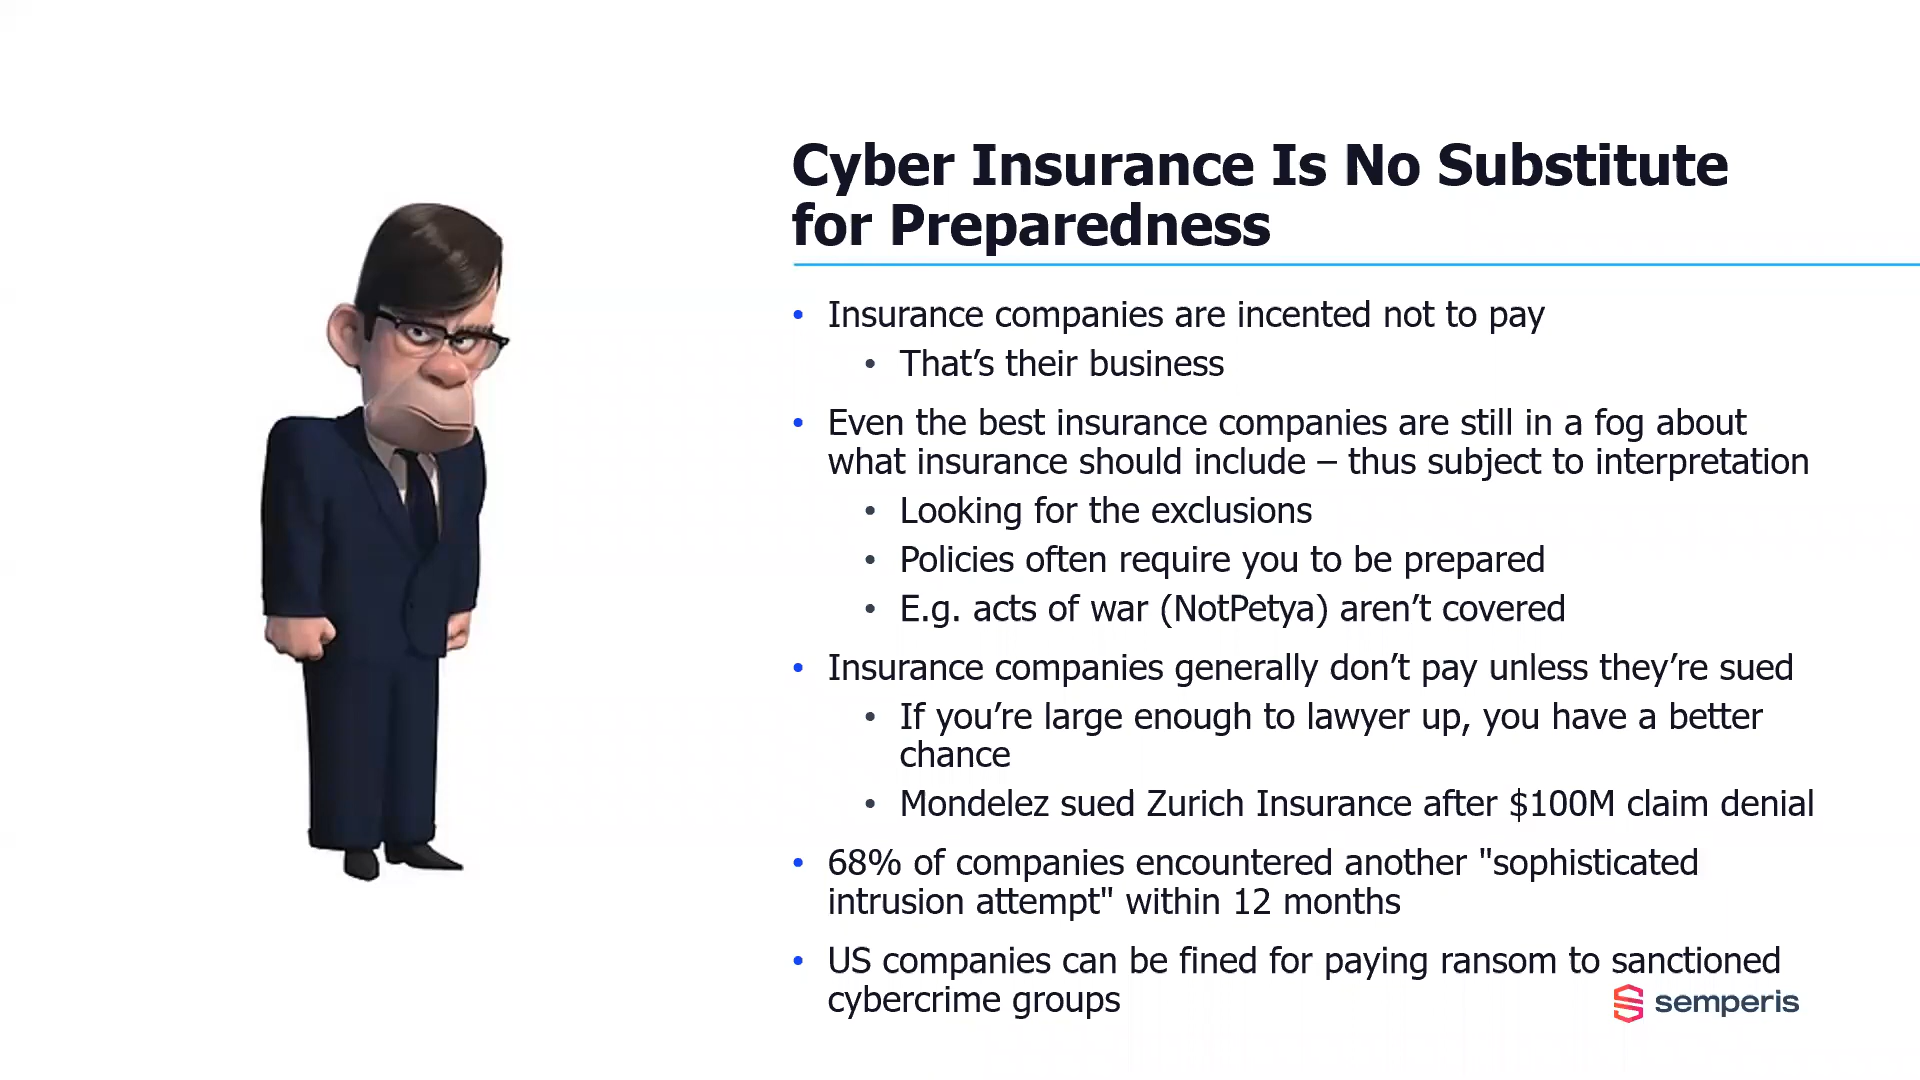 Cyber Insurance Is No Substitute
for Preparedness
• Insurance companies are incented not to pay
• That’s their business
• Even the best insurance companies are still in a fog about
what insurance should include – thus subject to interpretation
• Looking for the exclusions
• Policies often require you to be prepared
• E.g. acts of war (NotPetya) aren’t covered
• Insurance companies generally don’t pay unless they’re sued
• If you’re large enough to lawyer up, you have a better
chance
• Mondelez sued Zurich Insurance after $100M claim denial
• 68% of companies encountered another "sophisticated
intrusion attempt" within 12 months
• US companies can be fined for paying ransom to sanctioned
cybercrime groups
semperis